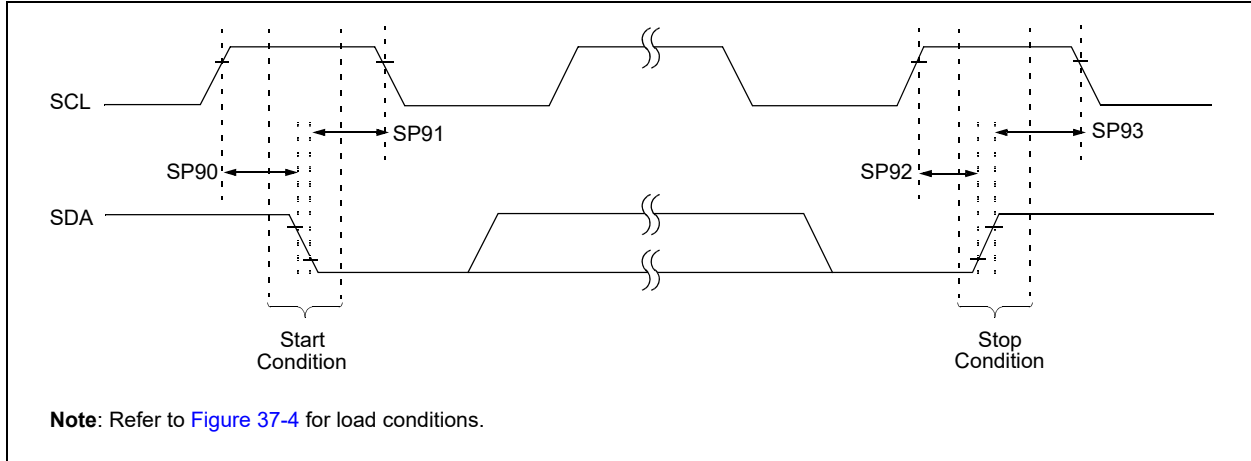 SCL
SP91
SP93
SP90
SP92
SDA
Start
Condition
Stop
Condition
Note: Refer to Figure 37-4 for load conditions.